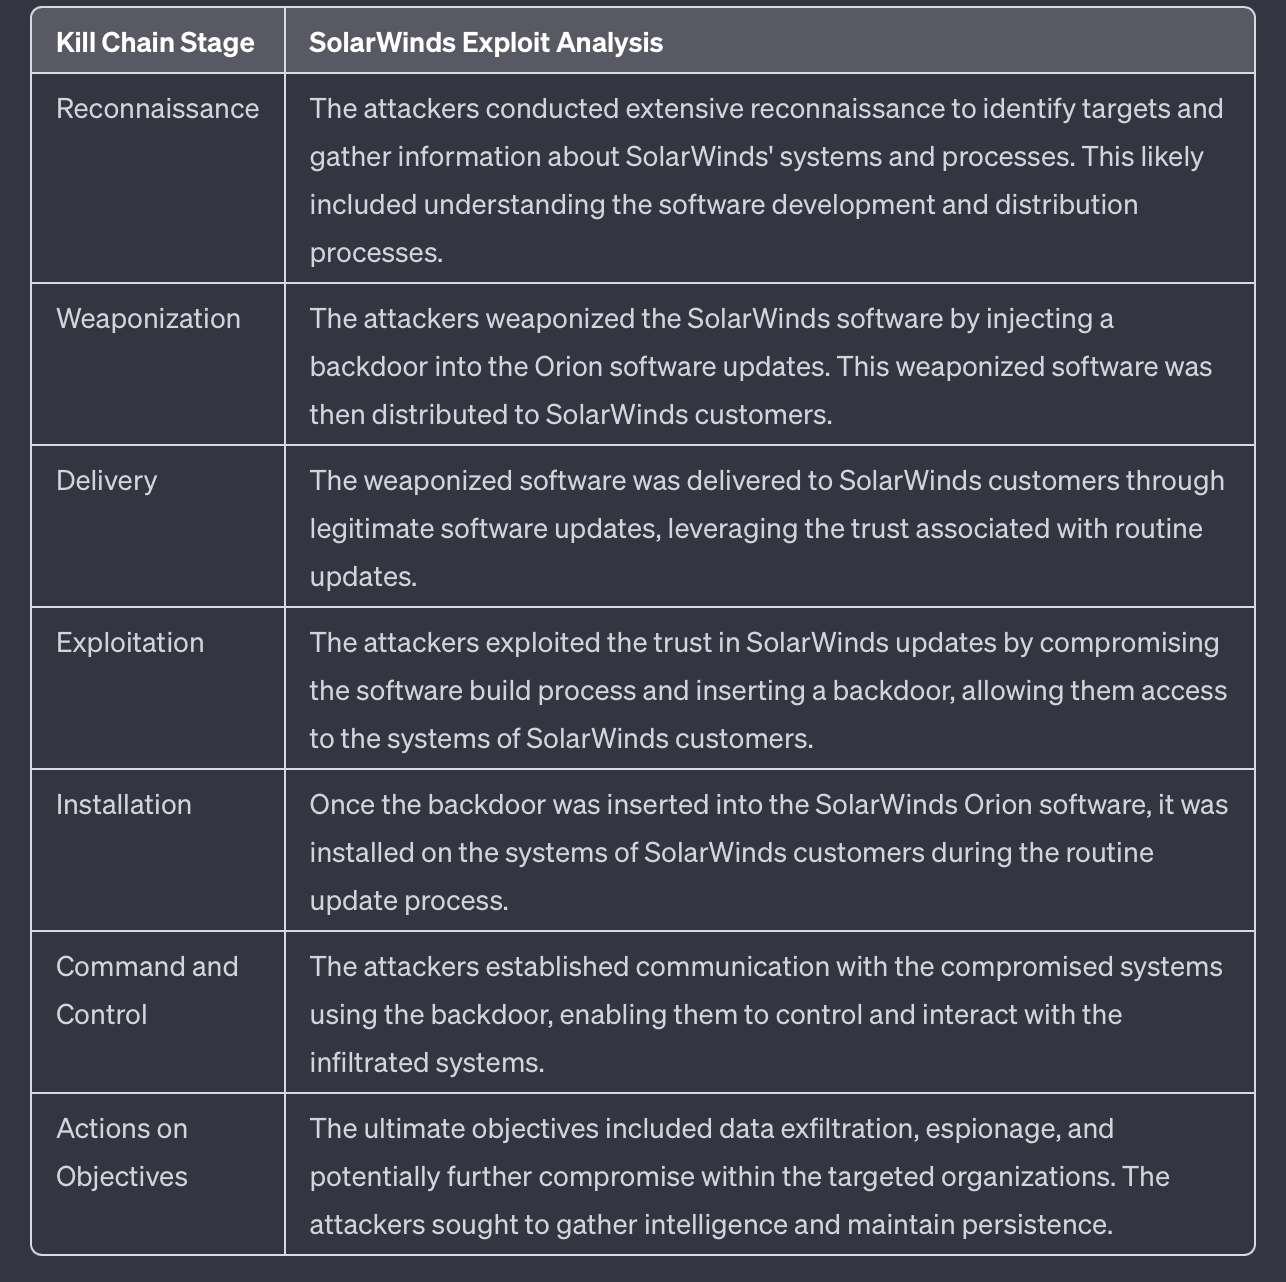 Kill Chain Stage
SolarWinds Exploit Analysis
Reconnaissance
The attackers conducted extensive reconnaissance to identify targets and
gather information about SolarWinds' systems and processes. This likely
included understanding the software development and distribution
processes.
Weaponization
The attackers weaponized the SolarWinds software by injecting a
backdoor into the Orion software updates. This weaponized software was
then distributed to SolarWinds customers.
Delivery
The weaponized software was delivered to SolarWinds customers through
legitimate software updates, leveraging the trust associated with routine
updates.
Exploitation
The attackers exploited the trust in SolarWinds updates by compromising
the software build process and inserting a backdoor, allowing them access
to the systems of SolarWinds customers.
Installation
Once the backdoor was inserted into the SolarWinds Orion software, it was
installed on the systems of SolarWinds customers during the routine
update process.
Command and
Control
The attackers established communication with the compromised systems
using the backdoor, enabling them to control and interact with the
infiltrated systems.
Actions on
Objectives
The ultimate objectives included data exfiltration, espionage, and
potentially further compromise within the targeted organizations. The
attackers sought to gather intelligence and maintain persistence.